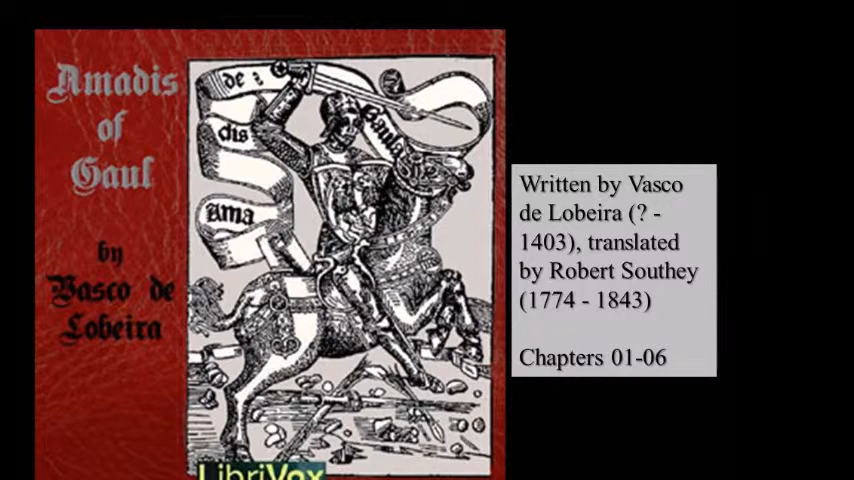 Amadis
of
Gaul
by
Vasco de
Lobeira
de
dis
Gaula
Ama
LibriVox
Written by Vasco
de Lobeira (? -
1403), translated
by Robert Southey
(1774 - 1843)
Chapters 01-06